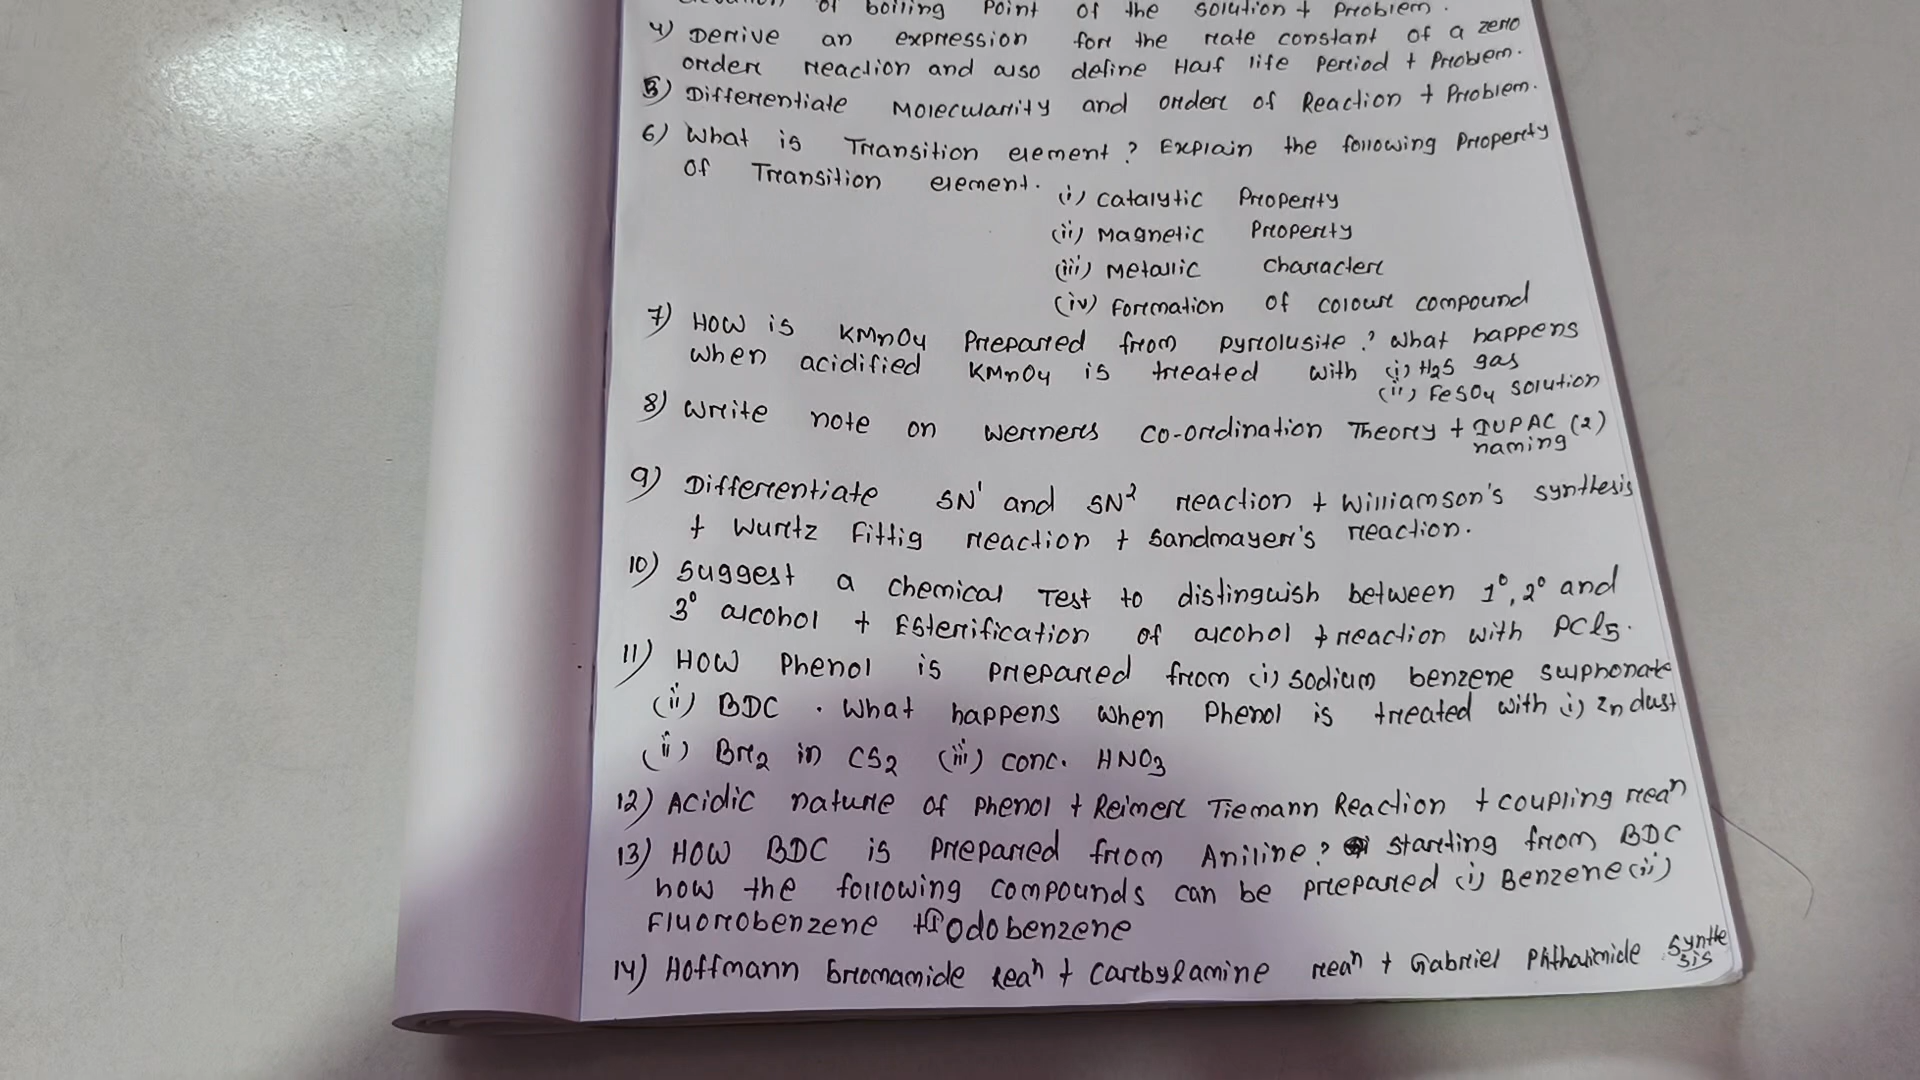 of boiling Point of the solution + Problem.
4) Derive an expression for the rate constant of a zero
order reaction and also define Half life Period + Problem.
5) Differentiate Molecularity and order of Reaction + Problem.
6) What is Transition element? Explain the following Property
of Transition element.
(i) Catalytic Property
(ii) Magnetic Property
(iii) Metallic Character
(iv) Formation of colour compound
7) How is KMnO4 Prepared from pyrolusite? What happens
when acidified KMnO4 is treated with (i) H2S gas
(ii) FeSO4 solution
8) Write note on Werner's Co-ordination Theory + IUPAC (2)
naming
9) Differentiate SN¹ and SN² reaction + Williamson's synthesis
+ Wurtz Fittig reaction + Sandmayer's reaction.
10) Suggest a chemical Test to distinguish between 1°, 2° and
3° alcohol + Esterification of alcohol + reaction with PCl5.
11) How Phenol is prepared from (i) sodium benzene sulphonate
(ii) BDC. What happens when Phenol is treated with i) Zn dust
(ii) Br2 in CS2 (iii) conc. HNO3
12) Acidic nature of Phenol + Reimer Tiemann Reaction + coupling reaⁿ
13) How BDC is Prepared from Aniline? Starting from BDC
how the following compounds can be prepared (i) Benzene (ii)
Fluorobenzene + Iodobenzene
14) Hoffmann bromamide Reaⁿ + Carbylamine reaⁿ + Gabriel Phthalimide Synthe
sis